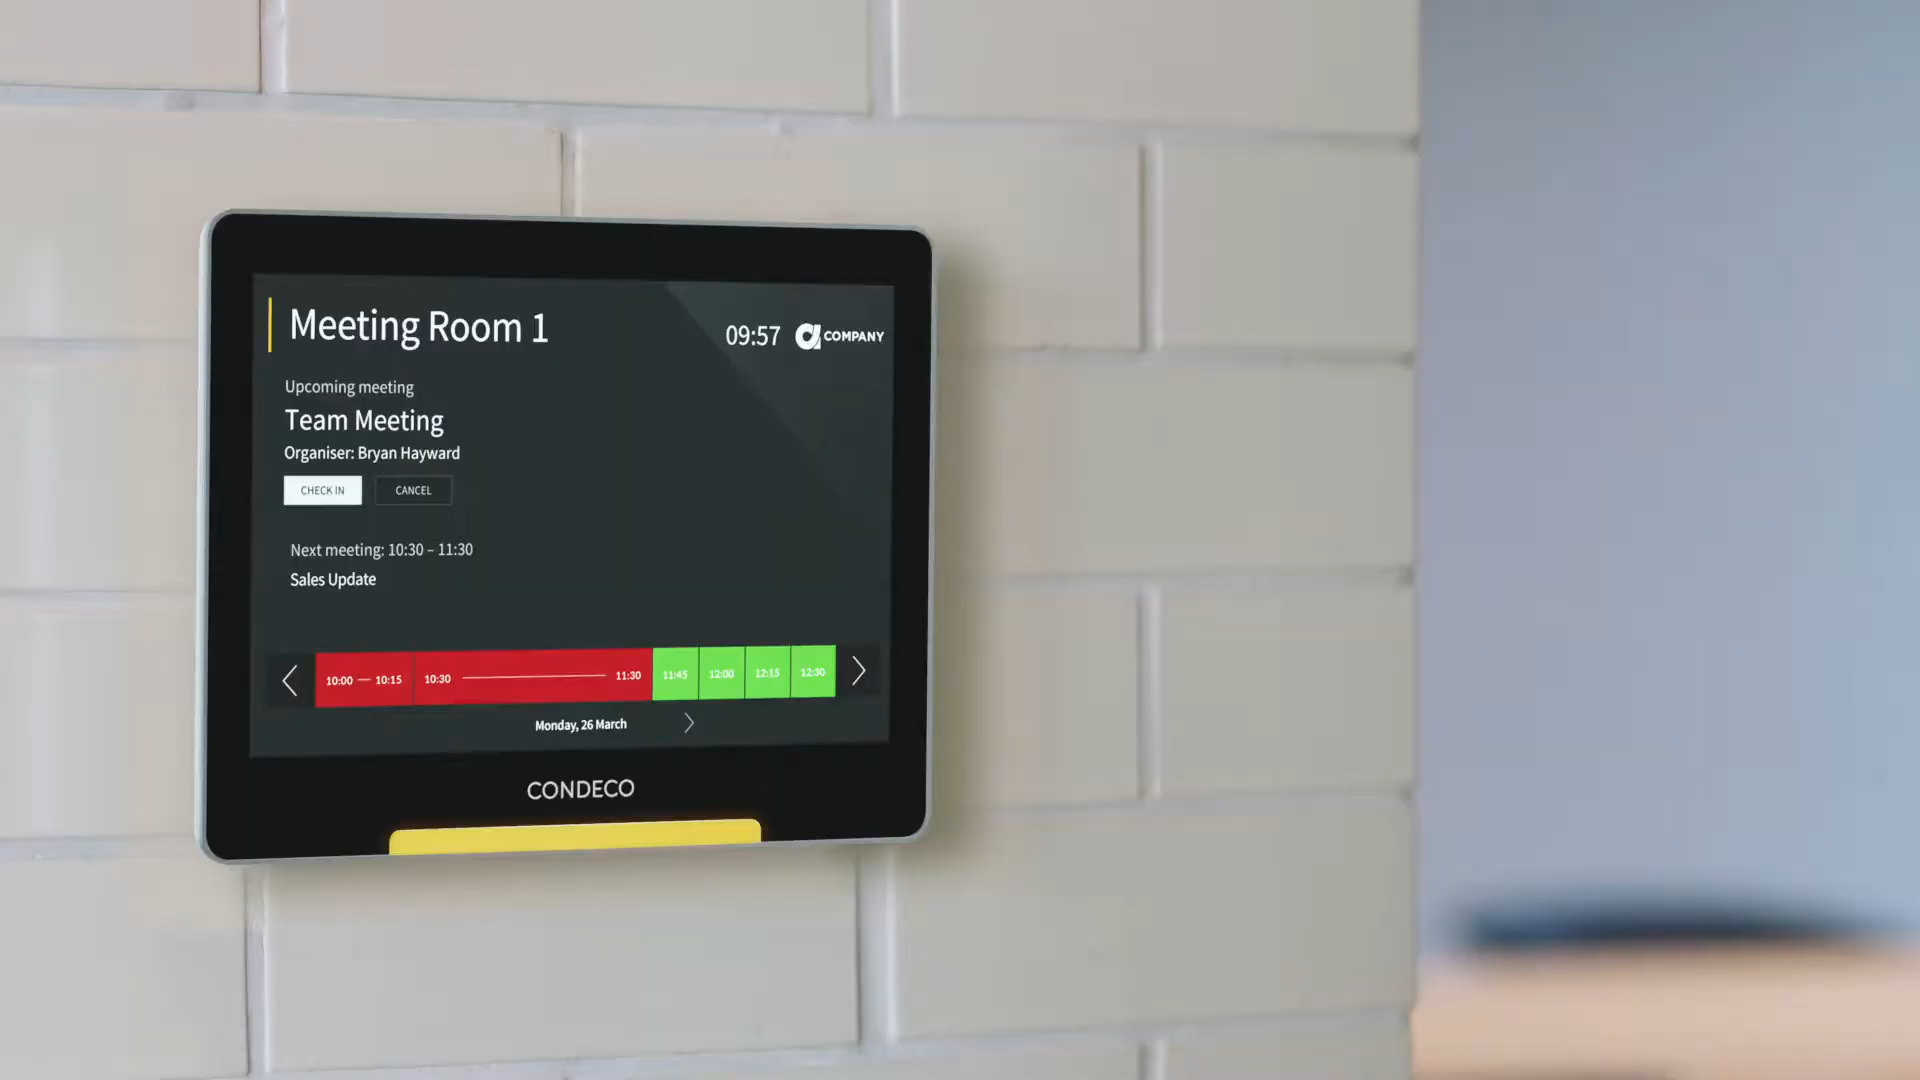 Meeting Room 1
09:57
COMPANY
Upcoming meeting
Team Meeting
Organiser: Bryan Hayward
CHECK IN
CANCEL
Next meeting: 10:30 – 11:30
Sales Update
10:00 — 10:15
10:30 — 11:30
11:45
12:00
12:15
12:30
Monday, 26 March
CONDECO